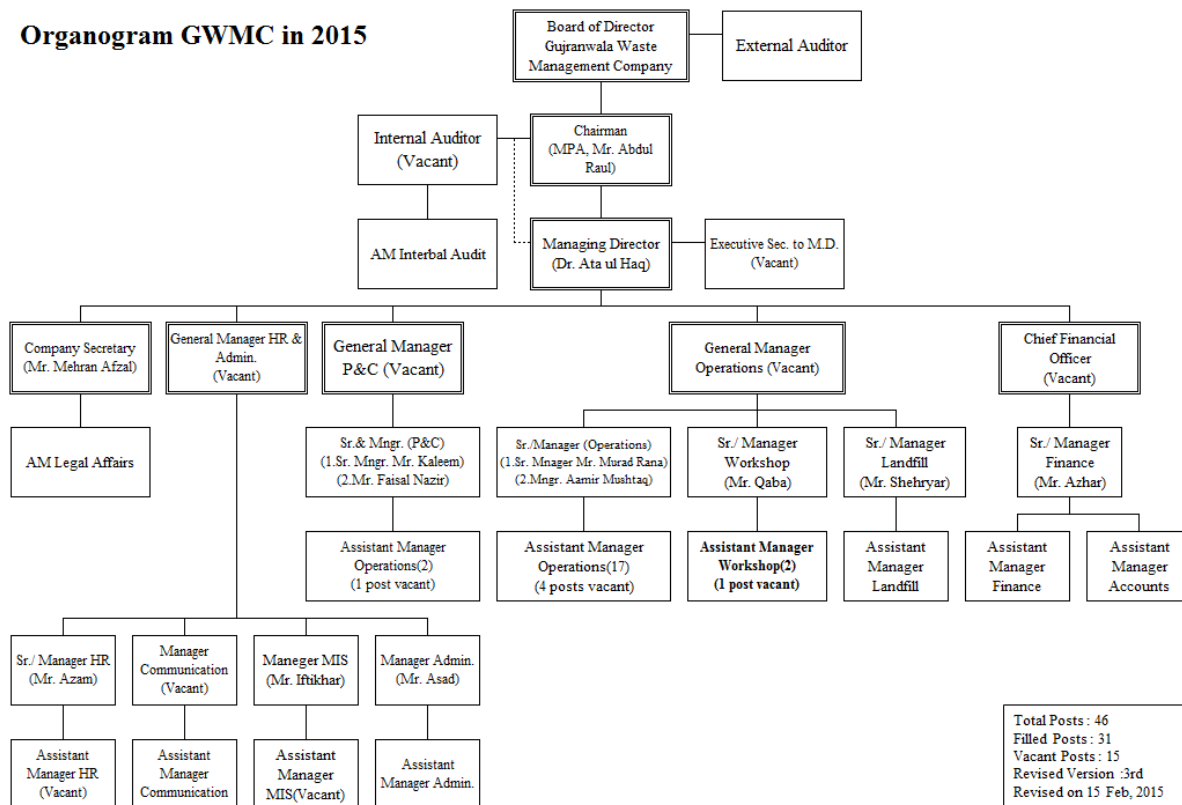 Organogram GWMC in 2015
Board of Director
Gujranwala Waste
Management Company
External Auditor
Internal Auditor
(Vacant)
Chairman
(MPA, Mr. Abdul
Raul)
AM Interbal Audit
Managing Director
(Dr. Ata ul Haq)
Executive Sec. to M.D.
(Vacant)
Company Secretary
(Mr. Mehran Afzal)
General Manager HR &
Admin.
(Vacant)
General Manager
P&C (Vacant)
General Manager
Operations (Vacant)
Chief Financial
Officer
(Vacant)
AM Legal Affairs
Sr.& Mngr. (P&C)
(1.Sr. Mngr. Mr. Kaleem)
(2.Mr. Faisal Nazir)
Sr./Manager (Operations)
(1.Sr. Mnager Mr. Murad Rana)
(2.Mngr. Aamir Mushtaq)
Sr./ Manager
Workshop
(Mr. Qaba)
Sr./ Manager
Landfill
(Mr. Shehryar)
Sr./ Manager
Finance
(Mr. Azhar)
Assistant Manager
Operations(2)
(1 post vacant)
Assistant Manager
Operations(17)
(4 posts vacant)
Assistant Manager
Workshop(2)
(1 post vacant)
Assistant
Manager
Landfill
Assistant
Manager
Finance
Assistant
Manager
Accounts
Sr./ Manager HR
(Mr. Azam)
Manager
Communication
(Vacant)
Maneger MIS
(Mr. Iftikhar)
Manager Admin.
(Mr. Asad)
Assistant
Manager HR
(Vacant)
Assistant
Manager
Communication
Assistant
Manager
MIS(Vacant)
Assistant
Manager Admin.
Total Posts : 46
Filled Posts : 31
Vacant Posts : 15
Revised Version :3rd
Revised on 15 Feb, 2015